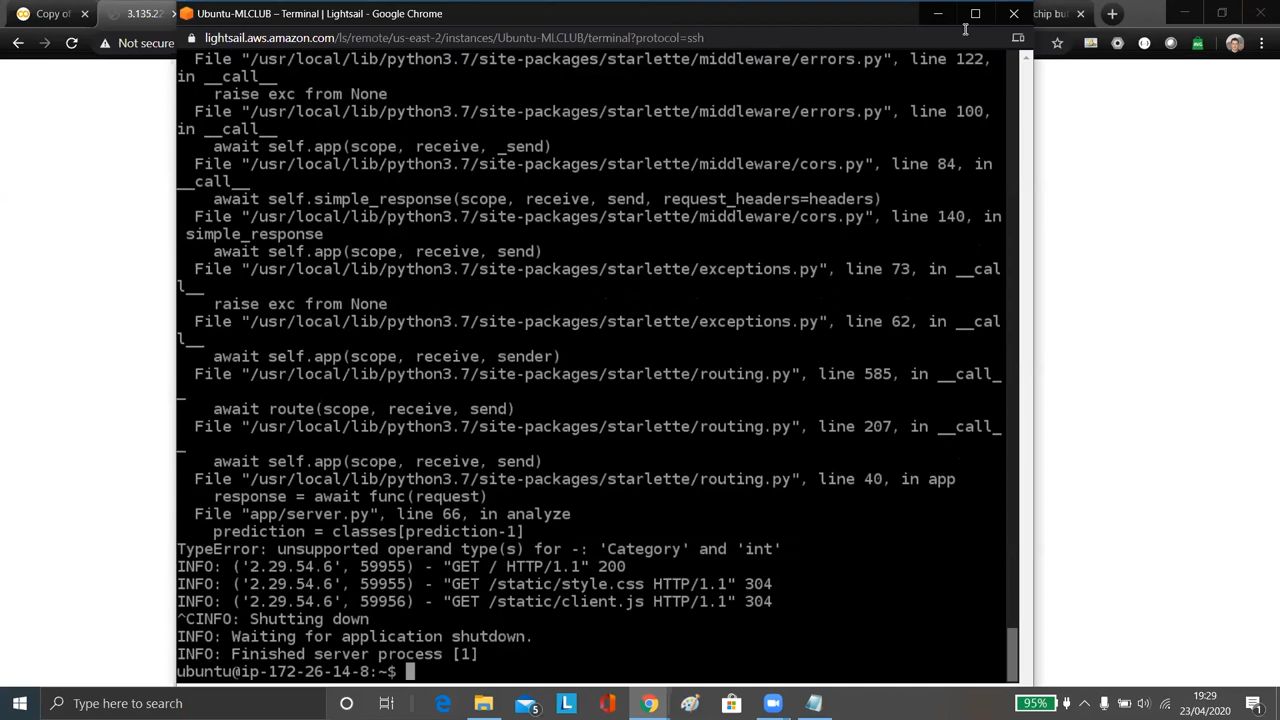 Copy of
3.135.22
Ubuntu-MLCLUB – Terminal | Lightsail - Google Chrome
chip but
Not secure
lightsail.aws.amazon.com/ls/remote/us-east-2/instances/Ubuntu-MLCLUB/terminal?protocol=ssh
File "/usr/local/lib/python3.7/site-packages/starlette/middleware/errors.py", line 122,
in __call__
raise exc from None
File "/usr/local/lib/python3.7/site-packages/starlette/middleware/errors.py", line 100,
in __call__
await self.app(scope, receive, _send)
File "/usr/local/lib/python3.7/site-packages/starlette/middleware/cors.py", line 84, in
__call__
await self.simple_response(scope, receive, send, request_headers=headers)
File "/usr/local/lib/python3.7/site-packages/starlette/middleware/cors.py", line 140, in
simple_response
await self.app(scope, receive, send)
File "/usr/local/lib/python3.7/site-packages/starlette/exceptions.py", line 73, in __cal
l__
raise exc from None
File "/usr/local/lib/python3.7/site-packages/starlette/exceptions.py", line 62, in __cal
l__
await self.app(scope, receive, sender)
File "/usr/local/lib/python3.7/site-packages/starlette/routing.py", line 585, in __call_
_
await route(scope, receive, send)
File "/usr/local/lib/python3.7/site-packages/starlette/routing.py", line 207, in __call_
_
await self.app(scope, receive, send)
File "/usr/local/lib/python3.7/site-packages/starlette/routing.py", line 40, in app
response = await func(request)
File "app/server.py", line 66, in analyze
prediction = classes[prediction-1]
TypeError: unsupported operand type(s) for -: 'Category' and 'int'
INFO: ('2.29.54.6', 59955) - "GET / HTTP/1.1" 200
INFO: ('2.29.54.6', 59955) - "GET /static/style.css HTTP/1.1" 304
INFO: ('2.29.54.6', 59956) - "GET /static/client.js HTTP/1.1" 304
^CINFO: Shutting down
INFO: Waiting for application shutdown.
INFO: Finished server process [1]
ubuntu@ip-172-26-14-8:~$
Type here to search
5
L
95%
19:29
23/04/2020